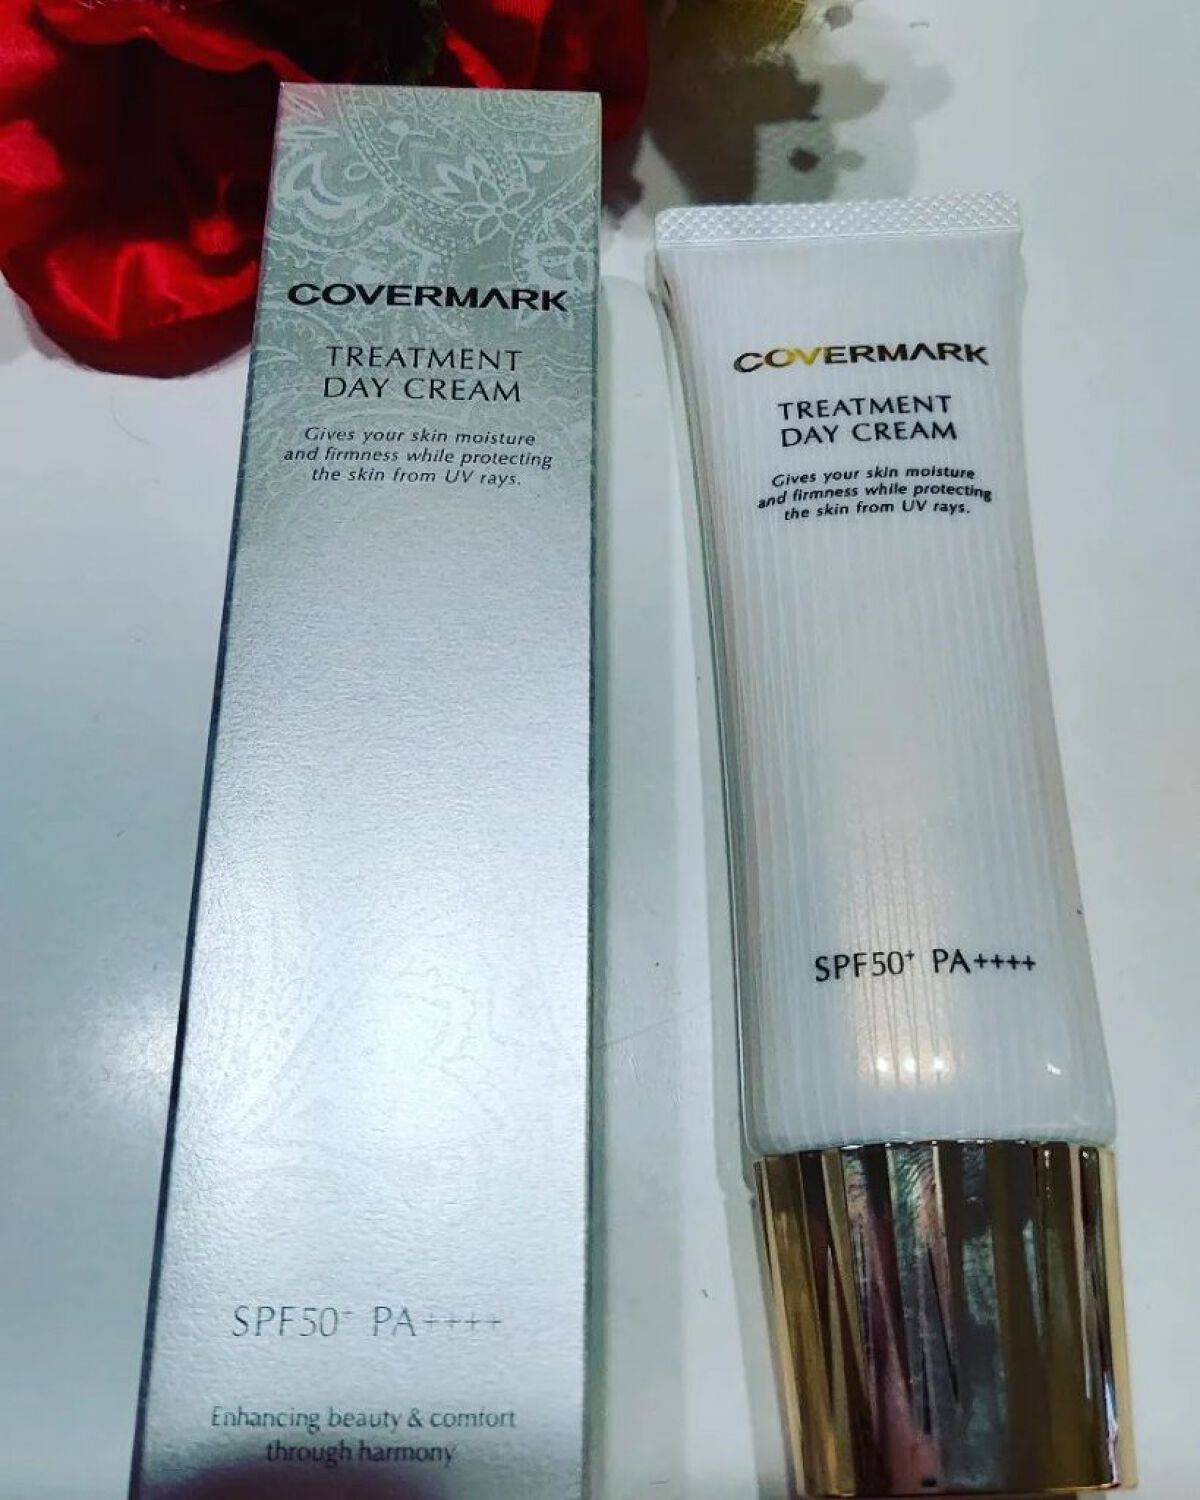 COVERMARK
TREATMENT
DAY CREAM
Gives your skin moisture
and firmness while protecting
the skin from UV rays.
SPF50+ PA++++
Enhancing beauty & comfort
through harmony
COVERMARK
TREATMENT
DAY CREAM
Gives your skin moisture
and firmness while protecting
the skin from UV rays.
SPF50+ PA++++